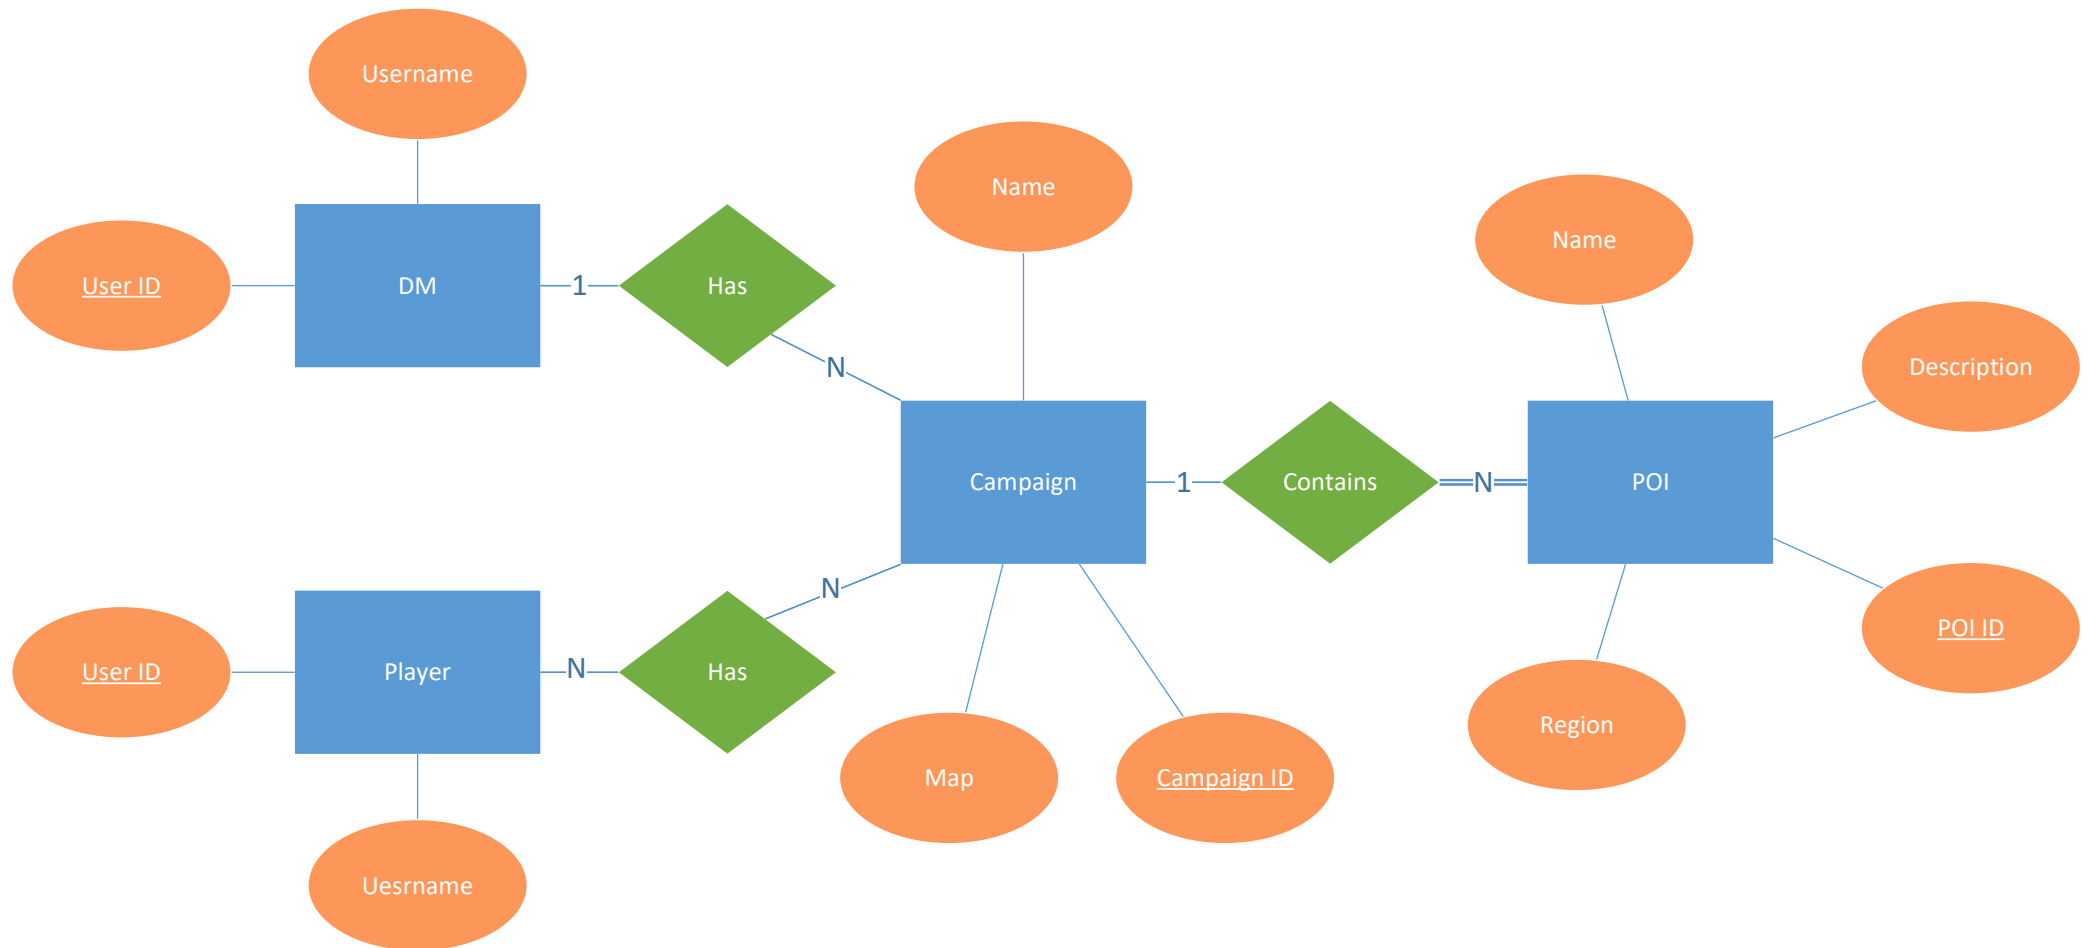 Username
Name
Name
User ID
DM
1
Has
N
Description
Campaign
1
Contains
N
POI
N
User ID
Player
N
Has
POI ID
Region
Map
Campaign ID
Uesrname